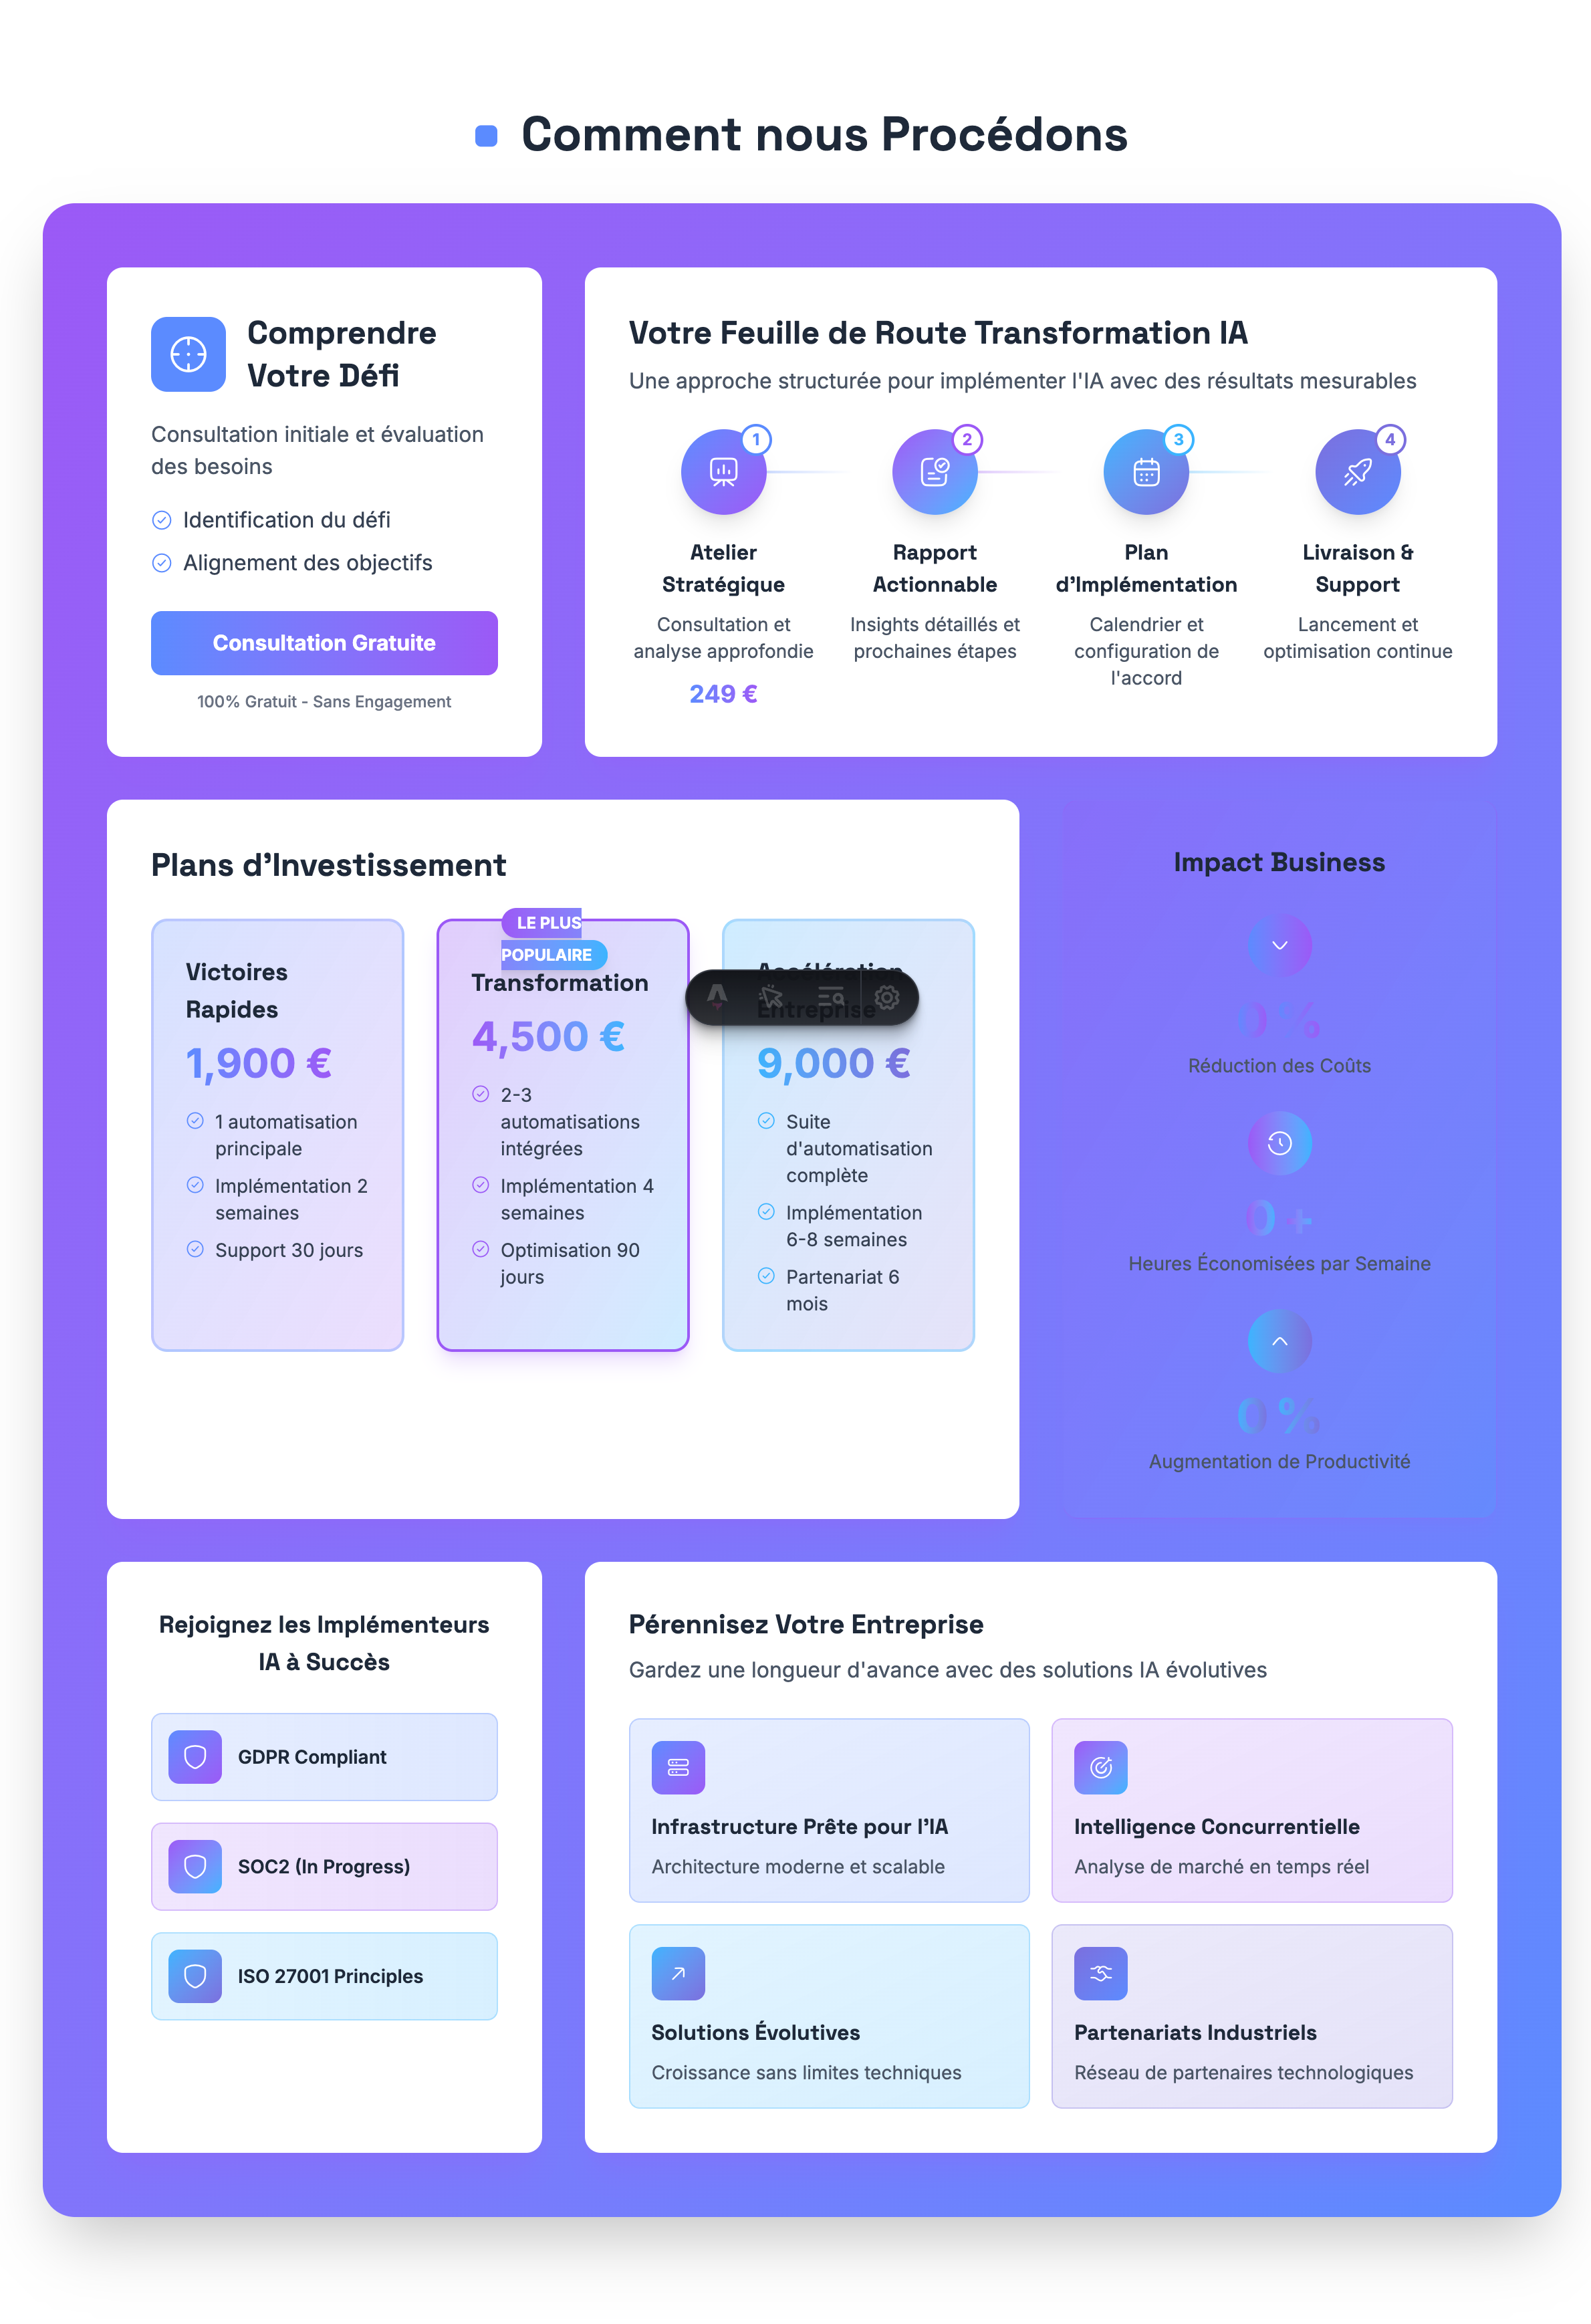 Comment nous Procédons
Comprendre
Votre Défi
Consultation initiale et évaluation
des besoins
Identification du défi
Alignement des objectifs
Consultation Gratuite
100% Gratuit - Sans Engagement
Votre Feuille de Route Transformation IA
Une approche structurée pour implémenter l'IA avec des résultats mesurables
1
2
3
4
Atelier
Stratégique
Consultation et
analyse approfondie
249 €
Rapport
Actionnable
Insights détaillés et
prochaines étapes
Plan
d'Implémentation
Calendrier et
configuration de
l'accord
Livraison &
Support
Lancement et
optimisation continue
Plans d'Investissement
Victoires
Rapides
1,900 €
1 automatisation
principale
Implémentation 2
semaines
Support 30 jours
LE PLUS
POPULAIRE
Transformation
4,500 €
2-3
automatisations
intégrées
Implémentation 4
semaines
Optimisation 90
jours
Accélération
Entreprise
9,000 €
Suite
d'automatisation
complète
Implémentation
6-8 semaines
Partenariat 6
mois
Impact Business
0%
Réduction des Coûts
0+
Heures Économisées par Semaine
0%
Augmentation de Productivité
Rejoignez les Implémenteurs
IA à Succès
GDPR Compliant
SOC2 (In Progress)
ISO 27001 Principles
Pérennisez Votre Entreprise
Gardez une longueur d'avance avec des solutions IA évolutives
Infrastructure Prête pour l'IA
Architecture moderne et scalable
Intelligence Concurrentielle
Analyse de marché en temps réel
Solutions Évolutives
Croissance sans limites techniques
Partenariats Industriels
Réseau de partenaires technologiques